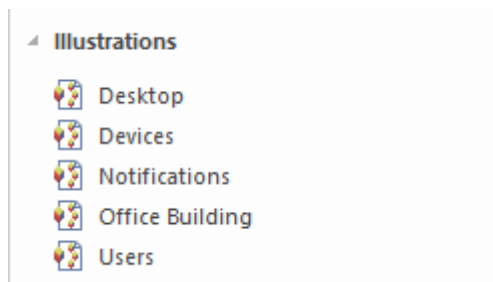 Illustrations
Desktop
Devices
Notifications
Office Building
Users